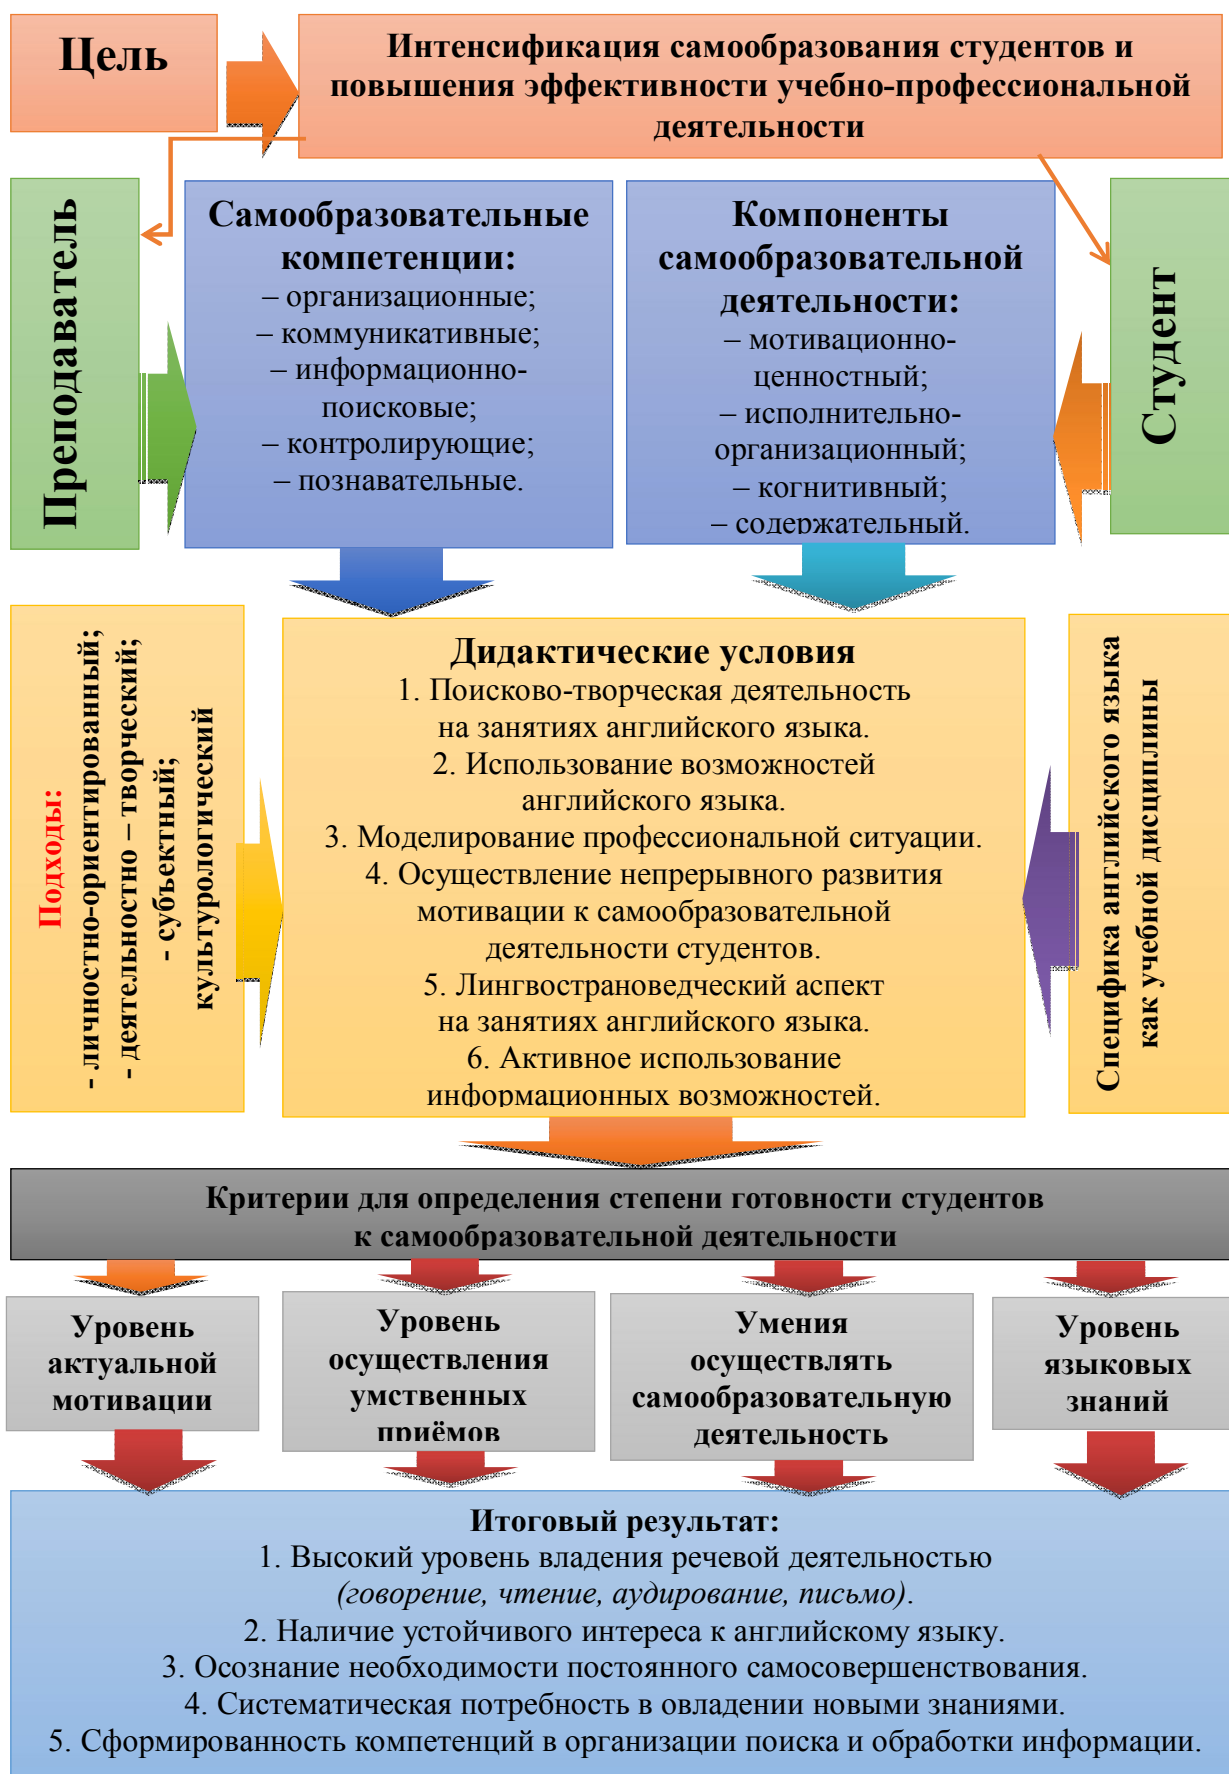 Цель
Интенсификация самообразования студентов и
повышения эффективности учебно-профессиональной
деятельности
Преподаватель
Самообразовательные
компетенции:
– организационные;
– коммуникативные;
– информационно-
поисковые;
– контролирующие;
– познавательные.
Компоненты
самообразовательной
деятельности:
– мотивационно-
ценностный;
– исполнительно-
организационный;
– когнитивный;
– содержательный.
Студент
Подходы:
- личностно-ориентированный;
- деятельностно – творческий;
- субъектный;
культурологический
Дидактические условия
1. Поисково-творческая деятельность
на занятиях английского языка.
2. Использование возможностей
английского языка.
3. Моделирование профессиональной ситуации.
4. Осуществление непрерывного развития
мотивации к самообразовательной
деятельности студентов.
5. Лингвострановедческий аспект
на занятиях английского языка.
6. Активное использование
информационных возможностей.
Специфика английского языка
как учебной дисциплины
Критерии для определения степени готовности студентов
к самообразовательной деятельности
Уровень
актуальной
мотивации
Уровень
осуществления
умственных
приёмов
Умения
осуществлять
самообразовательную
деятельность
Уровень
языковых
знаний
Итоговый результат:
1. Высокий уровень владения речевой деятельностью
(говорение, чтение, аудирование, письмо).
2. Наличие устойчивого интереса к английскому языку.
3. Осознание необходимости постоянного самосовершенствования.
4. Систематическая потребность в овладении новыми знаниями.
5. Сформированность компетенций в организации поиска и обработки информации.